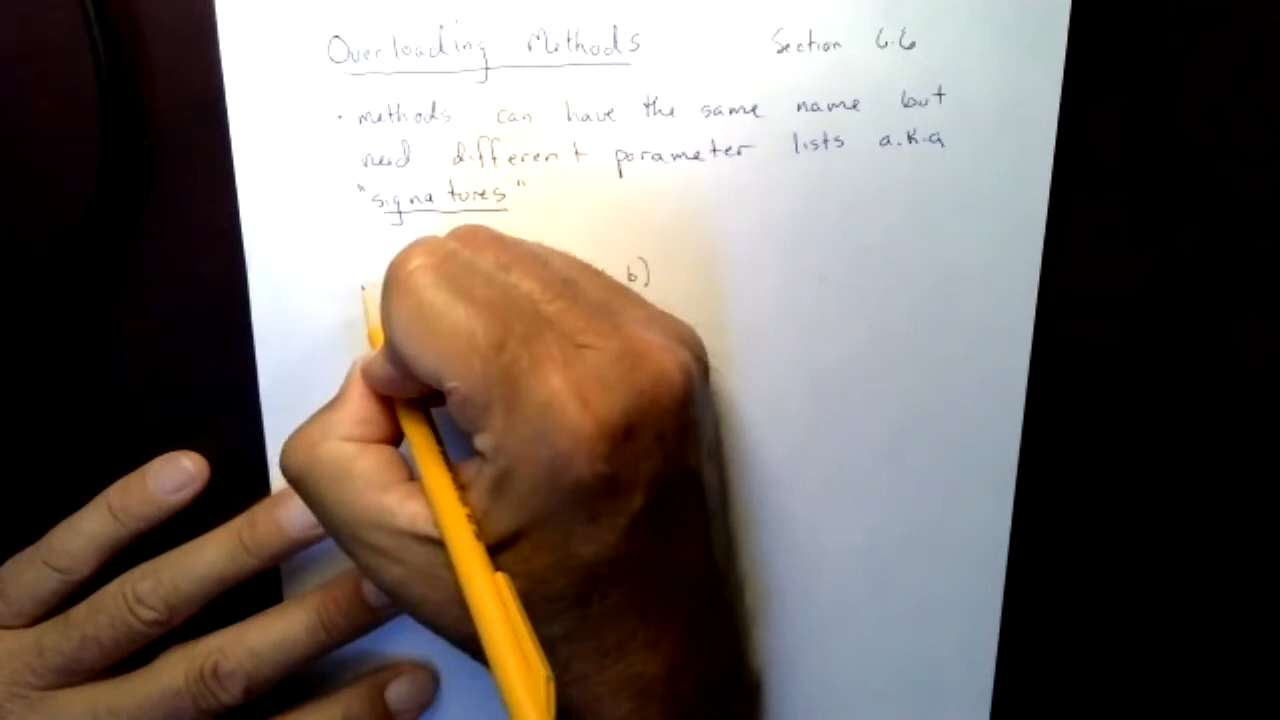 Overloading Methods Section 6.6
· methods can have the same name but
need different parameter lists a.k.a
"signatures"
b)